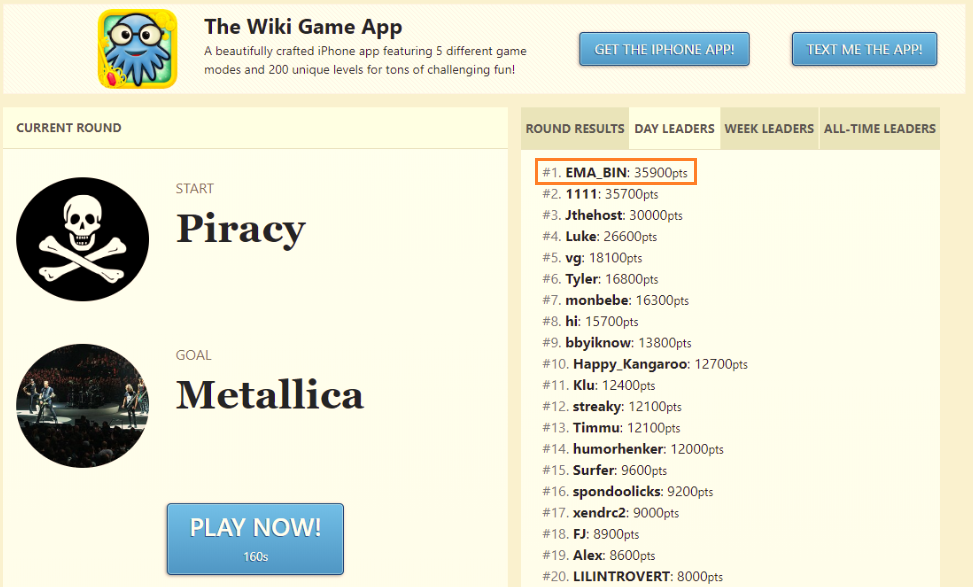 The Wiki Game App
A beautifully crafted iPhone app featuring 5 different game
modes and 200 unique levels for tons of challenging fun!
GET THE IPHONE APP!
TEXT ME THE APP!
CURRENT ROUND
START
Piracy
GOAL
Metallica
PLAY NOW!
160s
ROUND RESULTS DAY LEADERS WEEK LEADERS ALL-TIME LEADERS
#1. EMA_BIN: 35900pts
#2. 1111: 35700pts
#3. Jthehost: 30000pts
#4. Luke: 26600pts
#5. vg: 18100pts
#6. Tyler: 16800pts
#7. monbebe: 16300pts
#8. hi: 15700pts
#9. bbyiknow: 13800pts
#10. Happy_Kangaroo: 12700pts
#11. Klu: 12400pts
#12. streaky: 12100pts
#13. Timmu: 12100pts
#14. humorhenker: 12000pts
#15. Surfer: 9600pts
#16. spondoolicks: 9200pts
#17. xendrc2: 9000pts
#18. FJ: 8900pts
#19. Alex: 8600pts
#20. LILINTROVERT: 8000pts